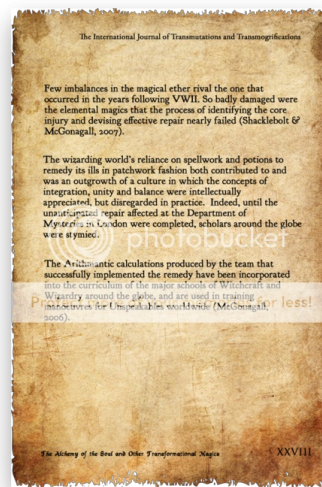 The International Journal of Transmutations and Transmogrifications
Few imbalances in the magical ether rival the one that
occurred in the years following VWII. So badly damaged were
the elemental magics that the process of identifying the core
injury and devising effective repair nearly failed (Shacklebolt &
McGonagall, 2007).
The wizarding world's reliance on spellwork and potions to
remedy its ills in patchwork fashion both contributed to and
was an outgrowth of a culture in which the concepts of
integration, unity and balance were intellectually
appreciated, but disregarded in practice. Indeed, until the
unanticipated repair affected at the Department of
Mysteries in London were completed, scholars around the globe
were stymied.
photobucket
The Arithmantic calculations produced by the team that
successfully implemented the remedy have been incorporated
into the curriculum of the major schools of Witchcraft and
Wizardry around the globe, and are used in training
for less!
manoeuvres for Unspeakables worldwide (McGonagall,
2006).
The Alchemy of the Soul and Other Transformational Magics
XXVIII